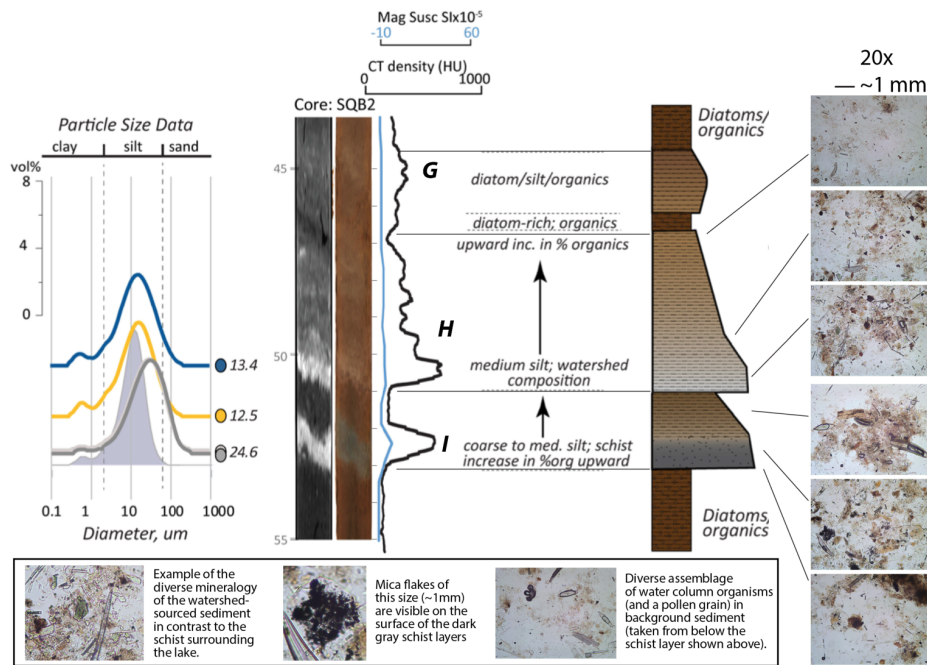 Mag Susc SIx10-5
-10 60
CT density (HU)
0 1000
20x
— ~1 mm
Core: SQB2
Particle Size Data
clay silt sand
vol%
8
4
0
13.4
12.5
24.6
0.1 1 10 100 1000
Diameter, um
45
50
55
G
H
I
diatom/silt/organics
diatom-rich; organics
upward inc. in % organics
medium silt; watershed
composition
coarse to med. silt; schist
increase in %org upward
Diatoms/
organics
Diatoms,
organics
Example of the
diverse mineralogy
of the watershed-
sourced sediment
in contrast to the
schist surrounding
the lake.
Mica flakes of
this size (~1mm)
are visible on the
surface of the dark
gray schist layers
Diverse assemblage
of water column organisms
(and a pollen grain) in
background sediment
(taken from below the
schist layer shown above).